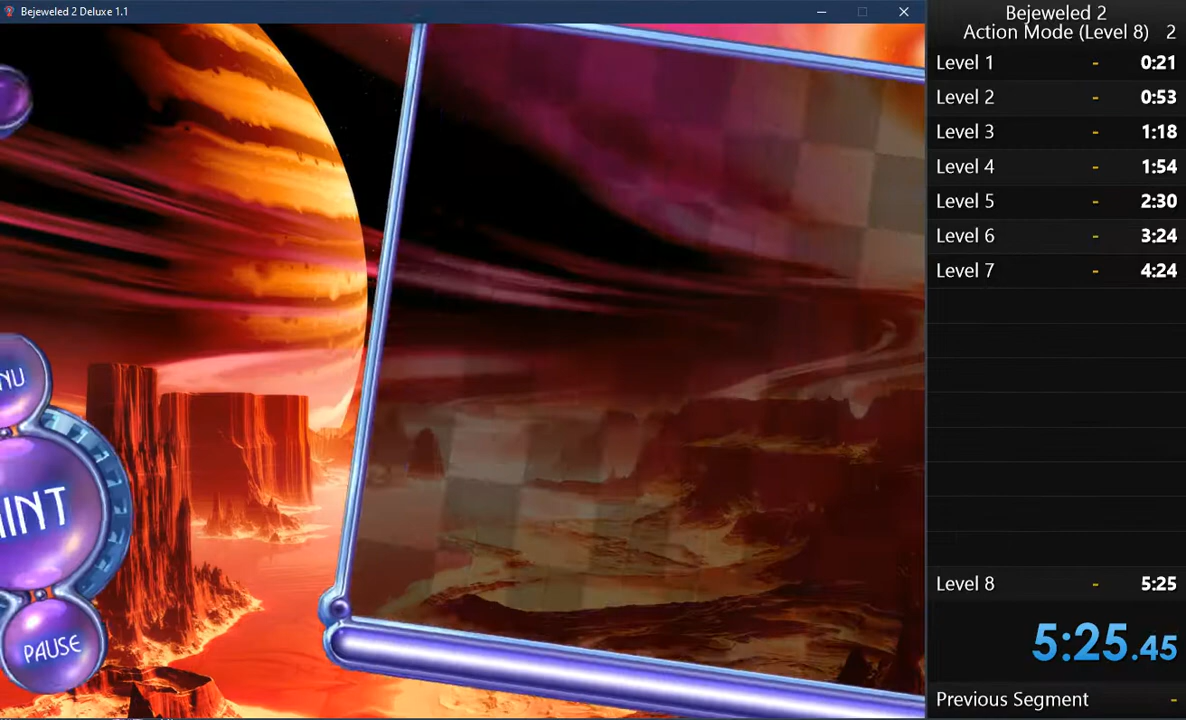 Bejeweled 2 Deluxe 1.1
NU
INT
PAUSE
Bejeweled 2
Action Mode (Level 8) 2
Level 1 - 0:21
Level 2 - 0:53
Level 3 - 1:18
Level 4 - 1:54
Level 5 - 2:30
Level 6 - 3:24
Level 7 - 4:24
Level 8 - 5:25
5:25.45
Previous Segment -